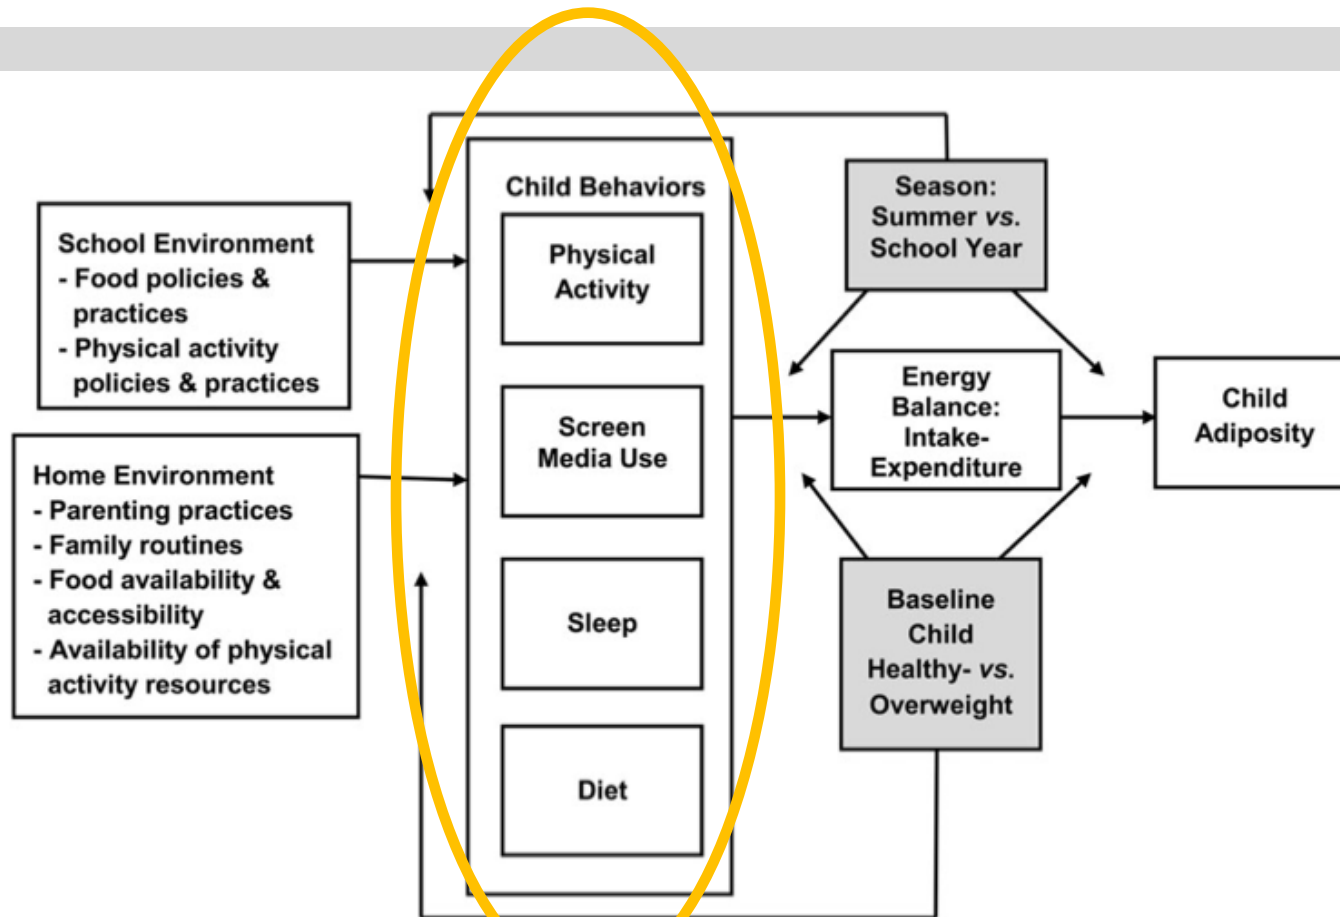 School Environment
- Food policies &
practices
- Physical activity
policies & practices
Home Environment
- Parenting practices
- Family routines
- Food availability &
accessibility
- Availability of physical
activity resources
Child Behaviors
Physical
Activity
Screen
Media Use
Sleep
Diet
Season:
Summer vs.
School Year
Energy
Balance:
Intake-
Expenditure
Baseline
Child
Healthy- vs.
Overweight
Child
Adiposity